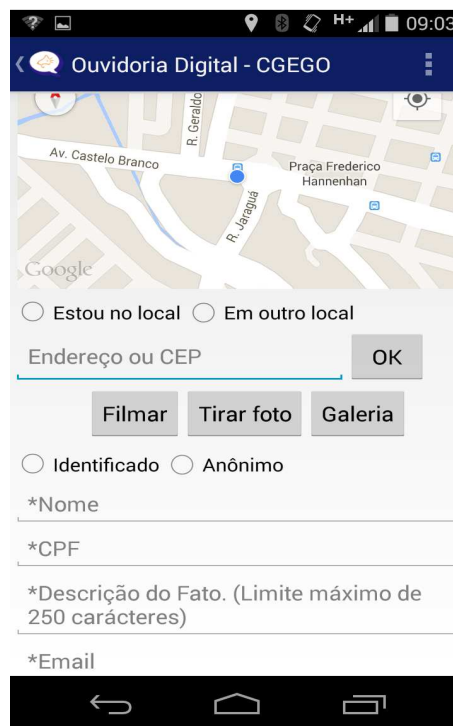 H+ 09:03
Ouvidoria Digital - CGEGO
R. Geraldo
Av. Castelo Branco
Praça Frederico
Hannenhan
R. Jaraguá
Google
Estou no local Em outro local
Endereço ou CEP OK
Filmar Tirar foto Galeria
Identificado Anônimo
*Nome
*CPF
*Descrição do Fato. (Limite máximo de
250 carácteres)
*Email